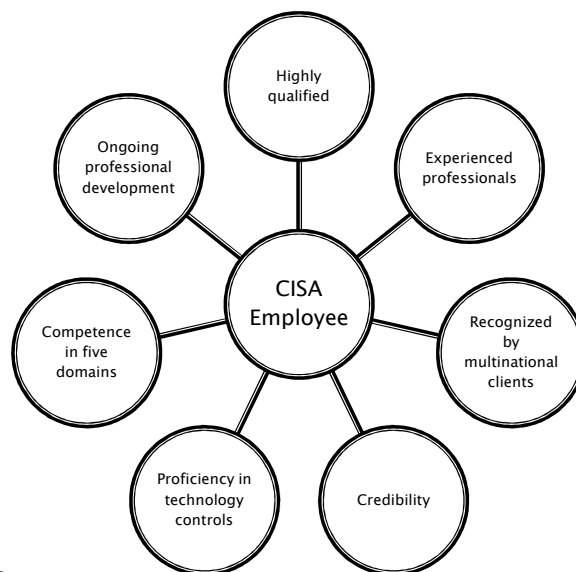 Highly
qualified
Ongoing
professional
development
Experienced
professionals
CISA
Employee
Competence
in five
domains
Recognized
by
multinational
clients
Proficiency in
technology
controls
Credibility